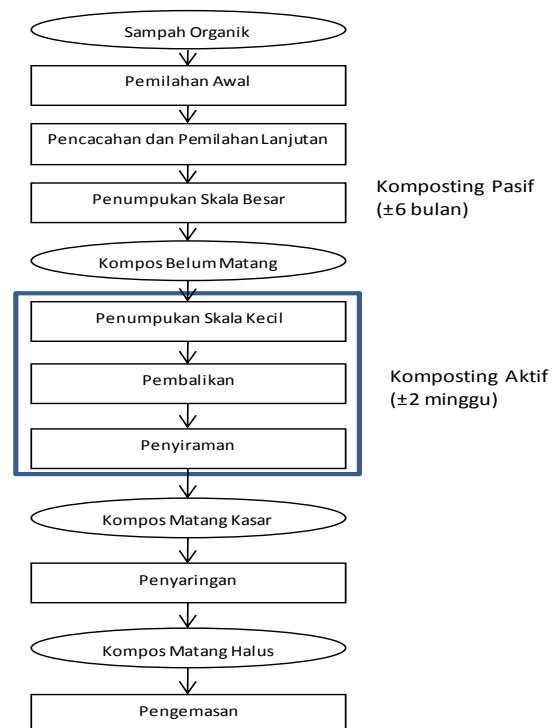 Sampah Organik
Pemilahan Awal
Pencacahan dan Pemilahan Lanjutan
Penumpukan Skala Besar
Komposting Pasif
(±6 bulan)
Kompos Belum Matang
Penumpukan Skala Kecil
Pembalikan
Komposting Aktif
(±2 minggu)
Penyiraman
Kompos Matang Kasar
Penyaringan
Kompos Matang Halus
Pengemasan